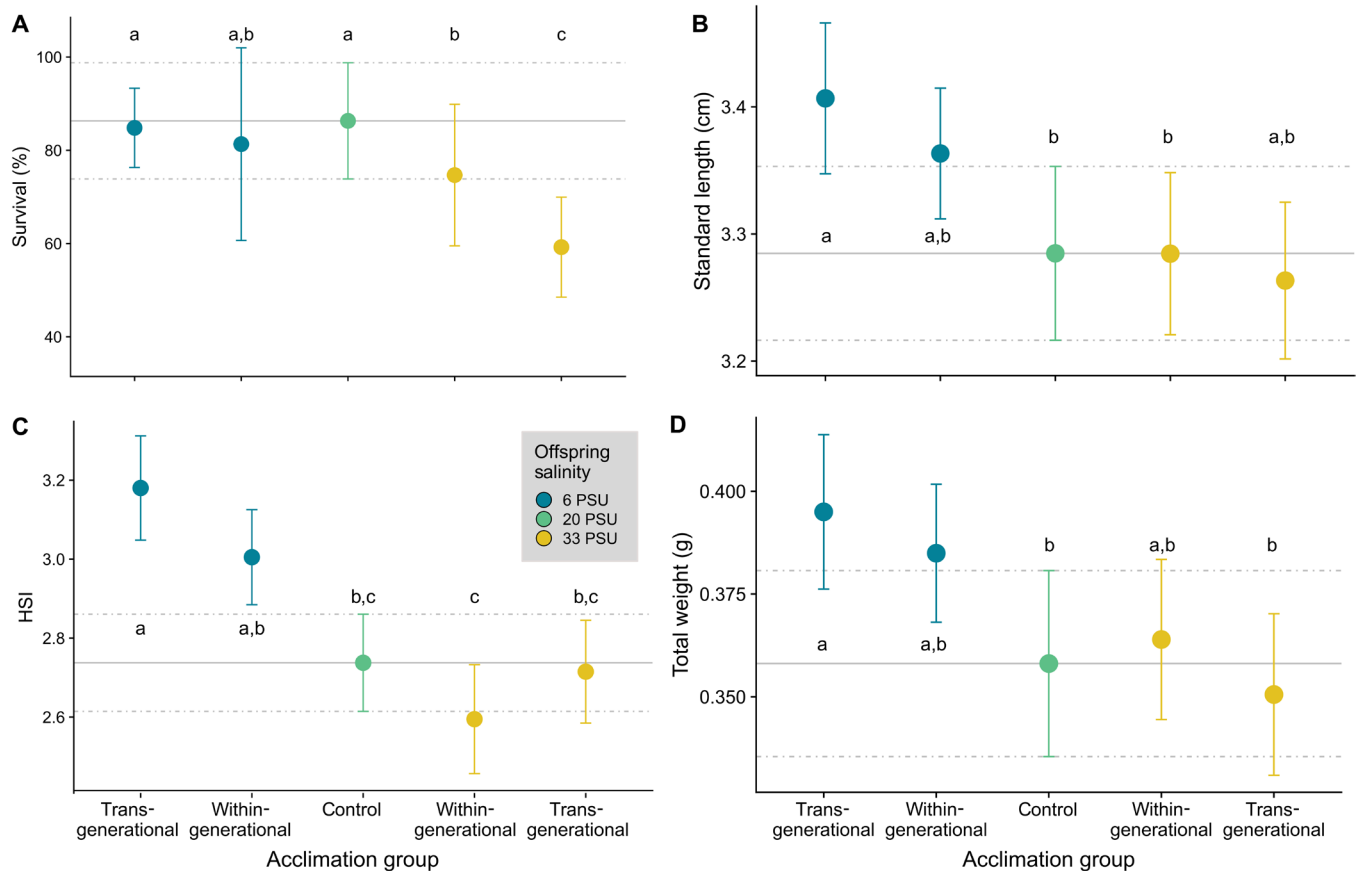 A
a
a,b
a
b
c
100
80
60
40
Survival (%)
B
b
b
a,b
a
a,b
3.4
3.3
3.2
Standard length (cm)
C
b,c
c
b,c
a
a,b
3.2
3.0
2.8
2.6
HSI
Offspring
salinity
6 PSU
20 PSU
33 PSU
Trans-
generational
Within-
generational
Control
Within-
generational
Trans-
generational
Acclimation group
D
b
a,b
b
a
a,b
0.400
0.375
0.350
Total weight (g)
Trans-
generational
Within-
generational
Control
Within-
generational
Trans-
generational
Acclimation group